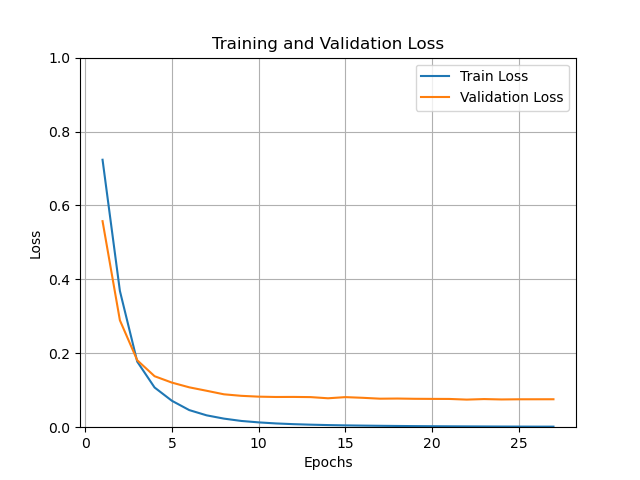 Training and Validation Loss
Train Loss
Validation Loss
Loss
1.0
0.8
0.6
0.4
0.2
0.0
0 5 10 15 20 25
Epochs